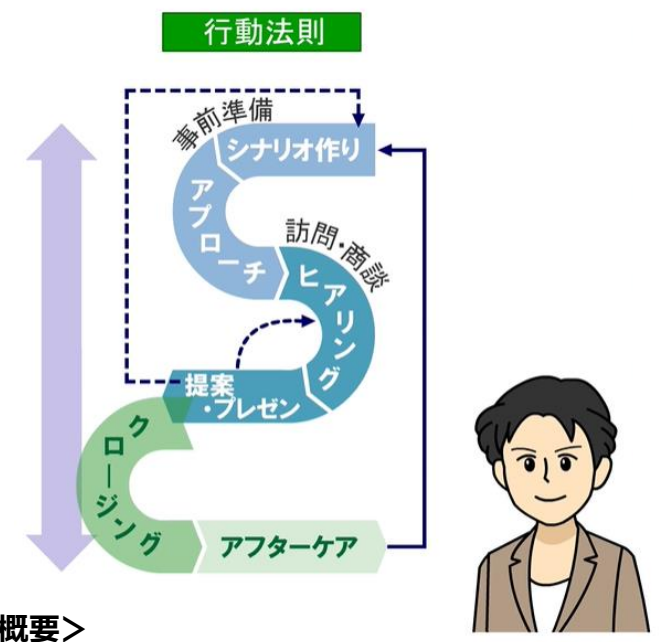 行動法則
事前準備
シナリオ作り
アプローチ
訪問・商談
ヒアリング
提案
・プレゼン
クロージング
アフターケア
概要＞